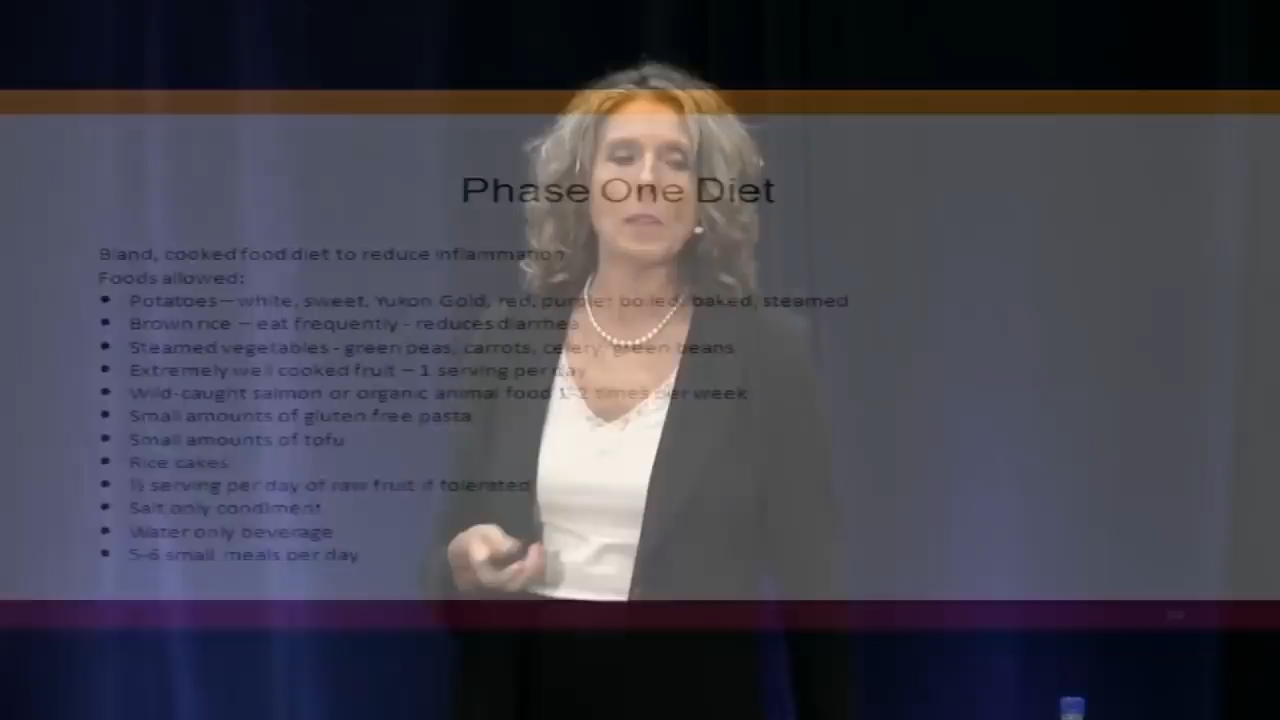 Phase One Diet
Bland, cooked food diet to reduce inflammation
Foods allowed:
• Potatoes – white, sweet, Yukon Gold, red, purple: boiled, baked, steamed
• Brown rice – eat frequently - reduces diarrhea
• Steamed vegetables - green peas, carrots, celery, green beans
• Extremely well cooked fruit – 1 serving per day
• Wild-caught salmon or organic animal food 1-2 times per week
• Small amounts of gluten free pasta
• Small amounts of tofu
• Rice cakes
• ½ serving per day of raw fruit if tolerated
• Salt only condiment
• Water only beverage
• 5-6 small meals per day